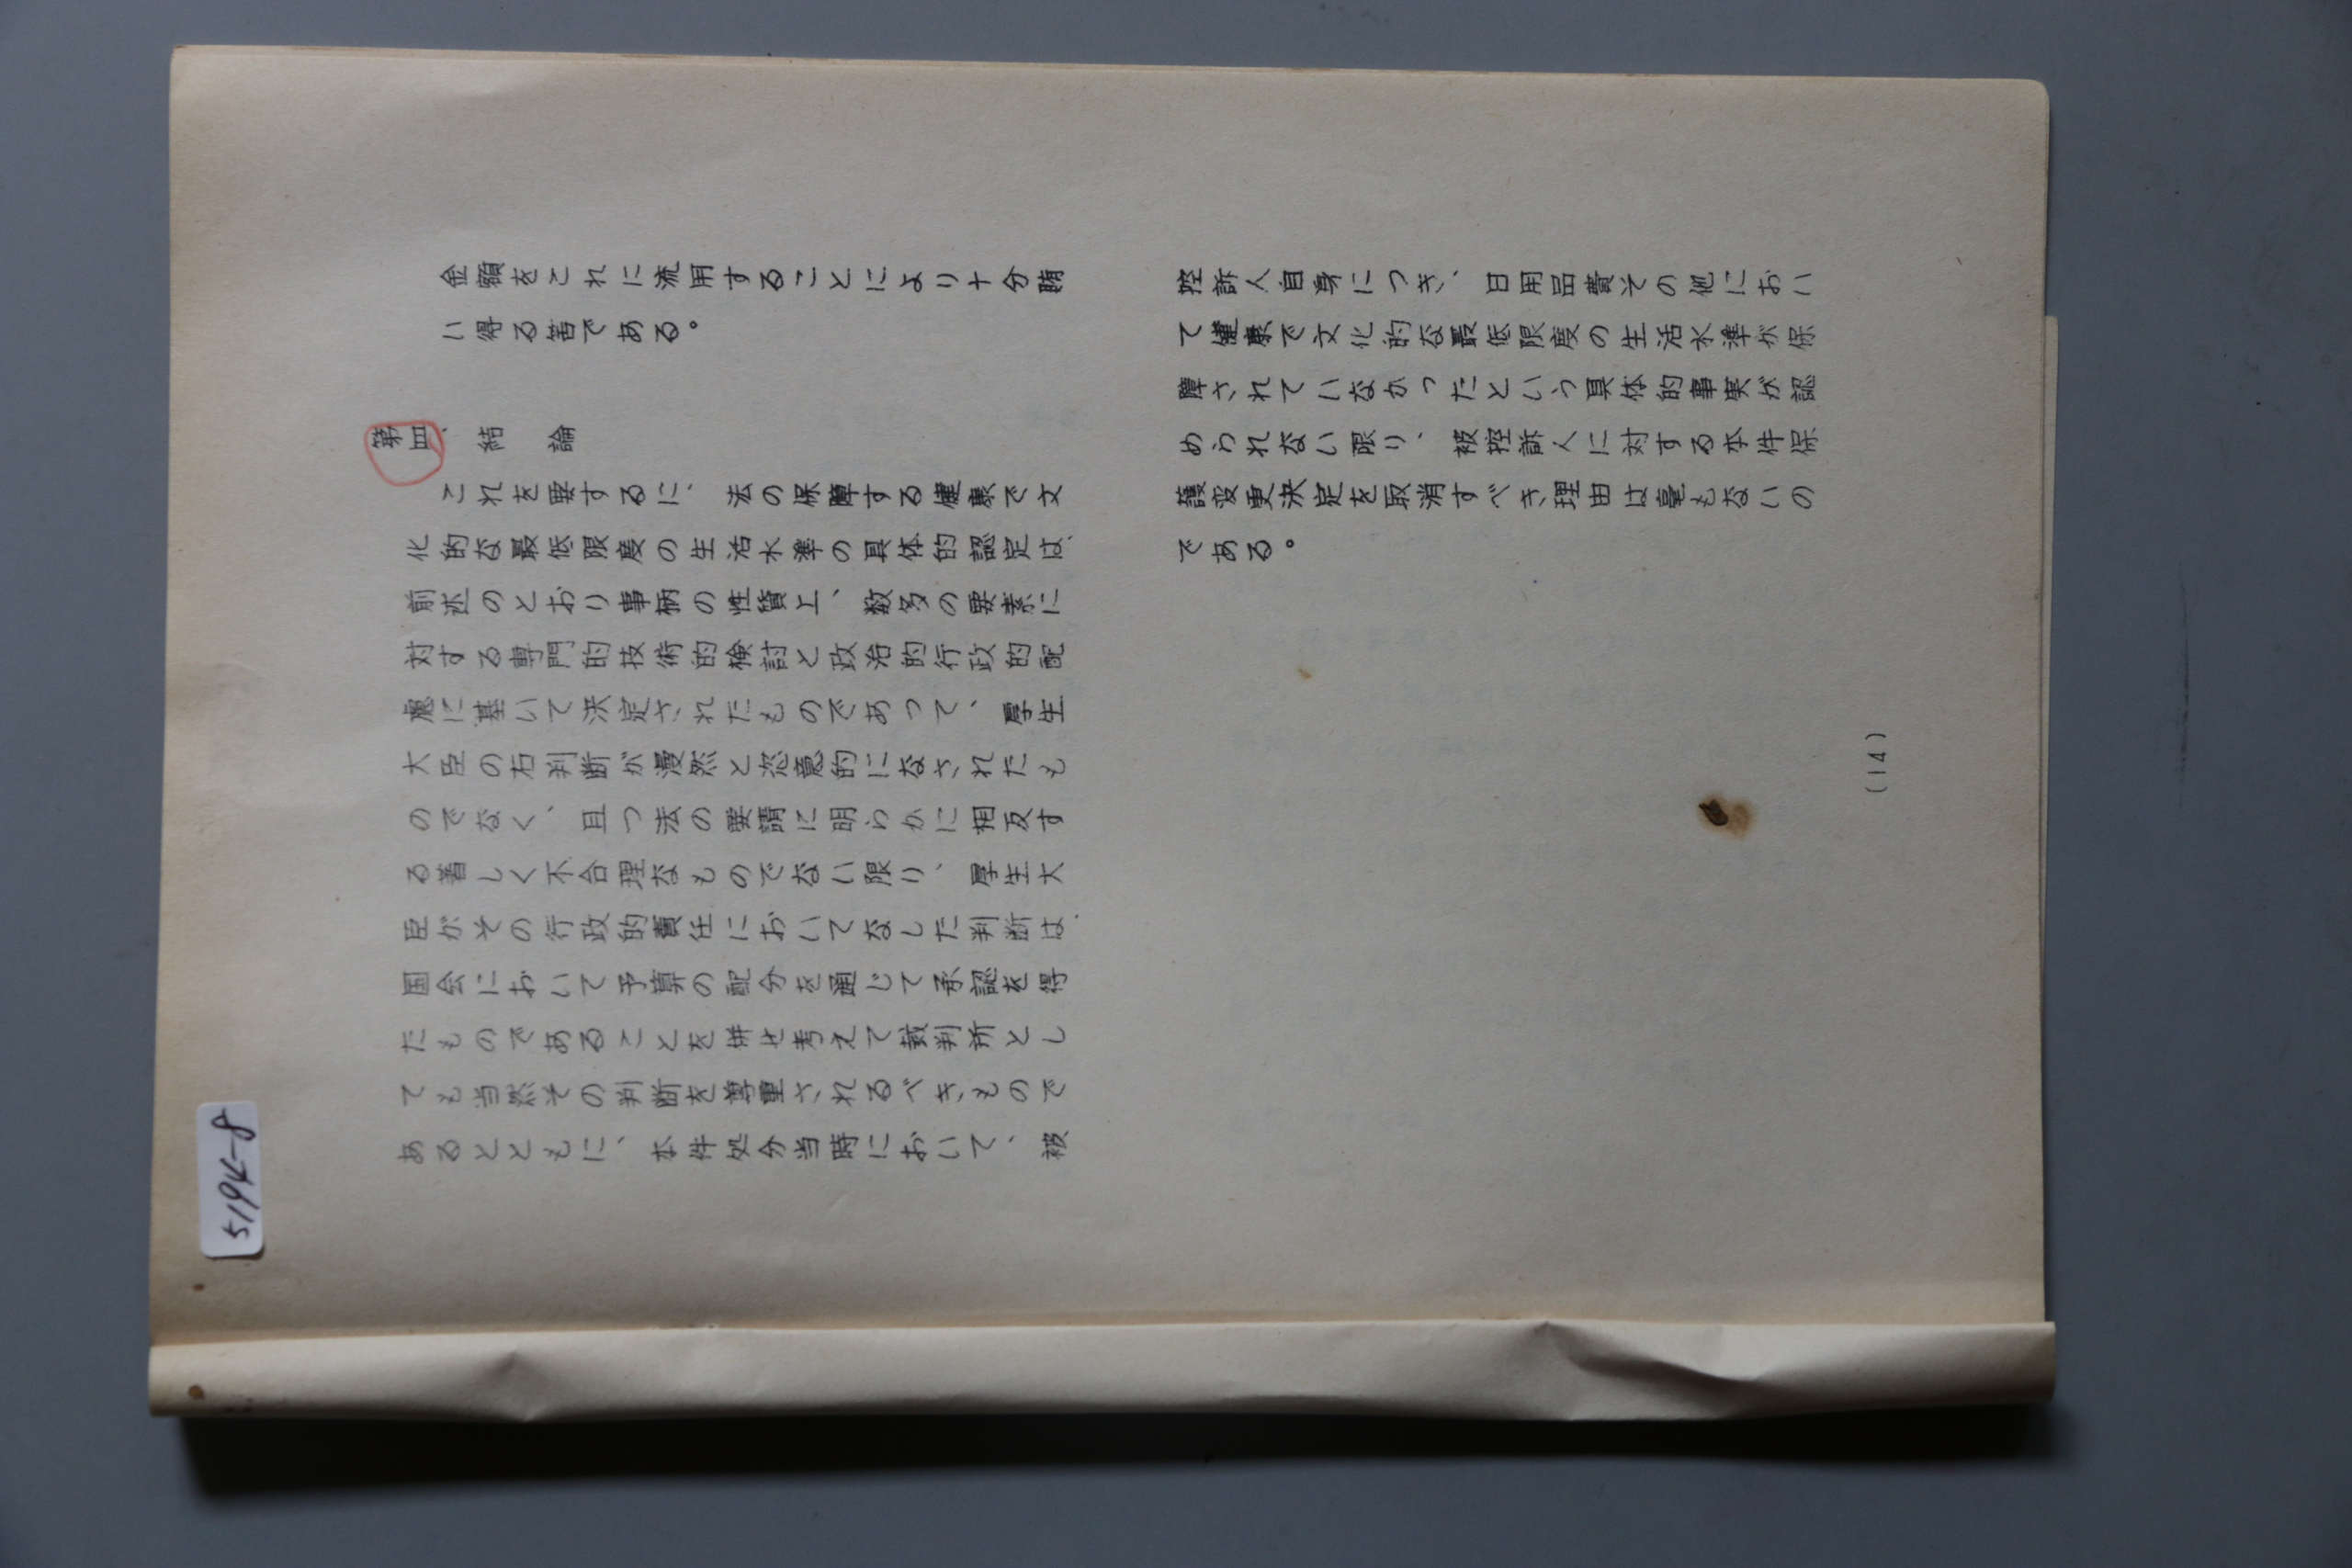 金額をこれに流用することにより十分賄
い得る筈である。
第四、結 論
これを要するに、法の保障する健康で文
化的な最低限度の生活水準の具体的認定は、
前述のとおり事柄の性質上、数多の要素に
対する専門的技術的検討と政治的行政的配
慮に基いて決定されたものであつて、厚生
大臣の右判断が漫然と恣意的になされたも
のでなく、且つ法の要請に明らかに相反す
る著しく不合理なものでない限り、厚生大
臣がその行政的責任においてなした判断は、
国会において予算の配分を通じて承認を得
たものであることを併せ考えて裁判所とし
ても当然その判断を尊重されるべきもので
あるとともに、本件処分当時において、被
控訴人自身につき、日用品費その他におい
て健康で文化的な最低限度の生活水準が保
障されていなかつたという具体的事実が認
められない限り、被控訴人に対する本件保
護変更決定を取消すべき理由は毫もないの
である。
(14)
5194-8